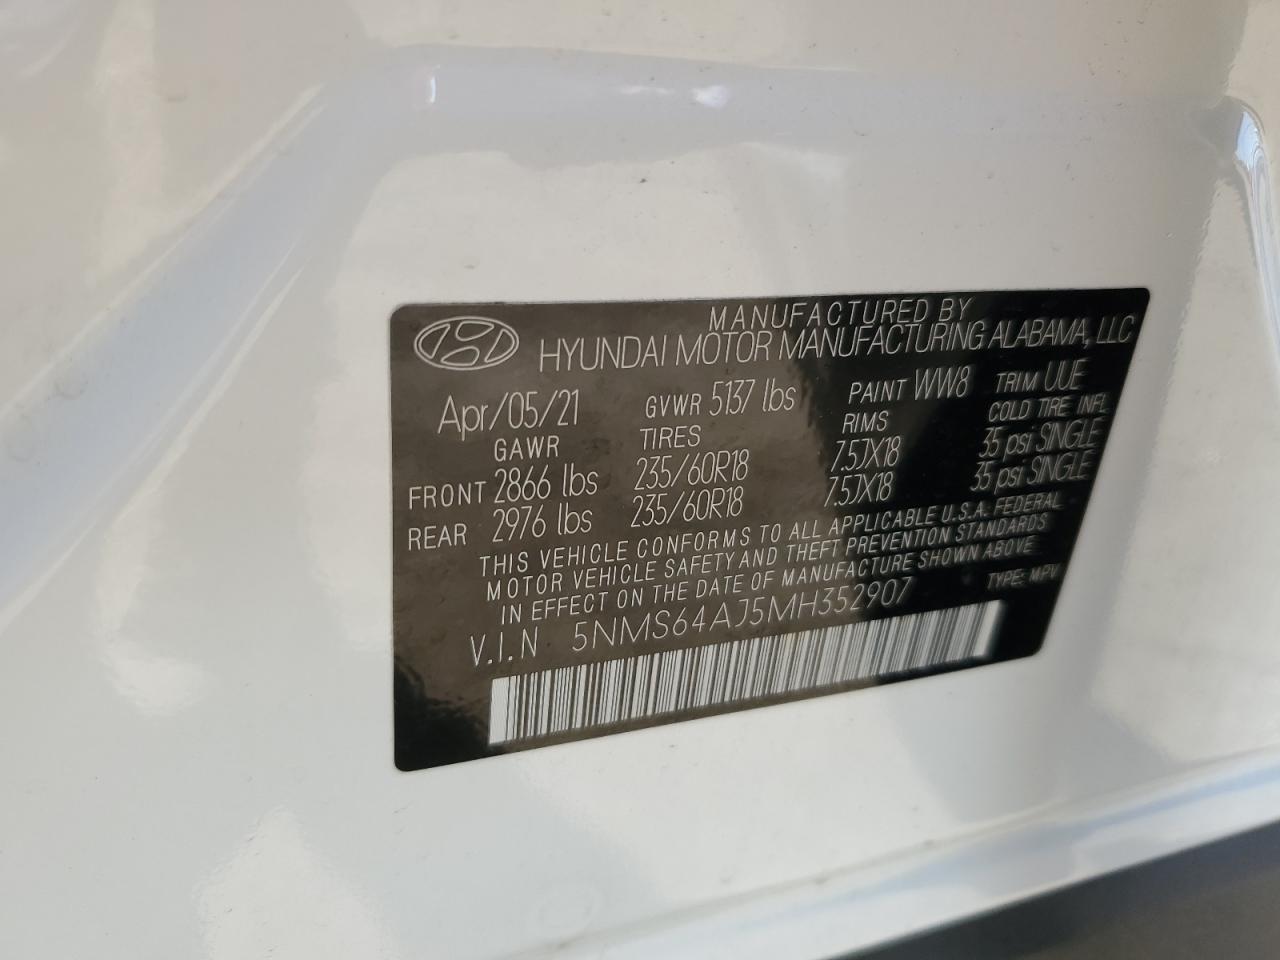 MANUFACTURED BY
HYUNDAI MOTOR MANUFACTURING ALABAMA, LLC
Apr/05/21 GVWR 5137 lbs PAINT WW8 TRIM UUE
GAWR TIRES RIMS COLD TIRE INFL
FRONT 2866 lbs 235/60R18 7.5JX18 35 psi SINGLE
REAR 2976 lbs 235/60R18 7.5JX18 35 psi SINGLE
THIS VEHICLE CONFORMS TO ALL APPLICABLE U.S.A. FEDERAL
MOTOR VEHICLE SAFETY AND THEFT PREVENTION STANDARDS
IN EFFECT ON THE DATE OF MANUFACTURE SHOWN ABOVE
V.I.N 5NMS64AJ5MH352907 TYPE: MPV